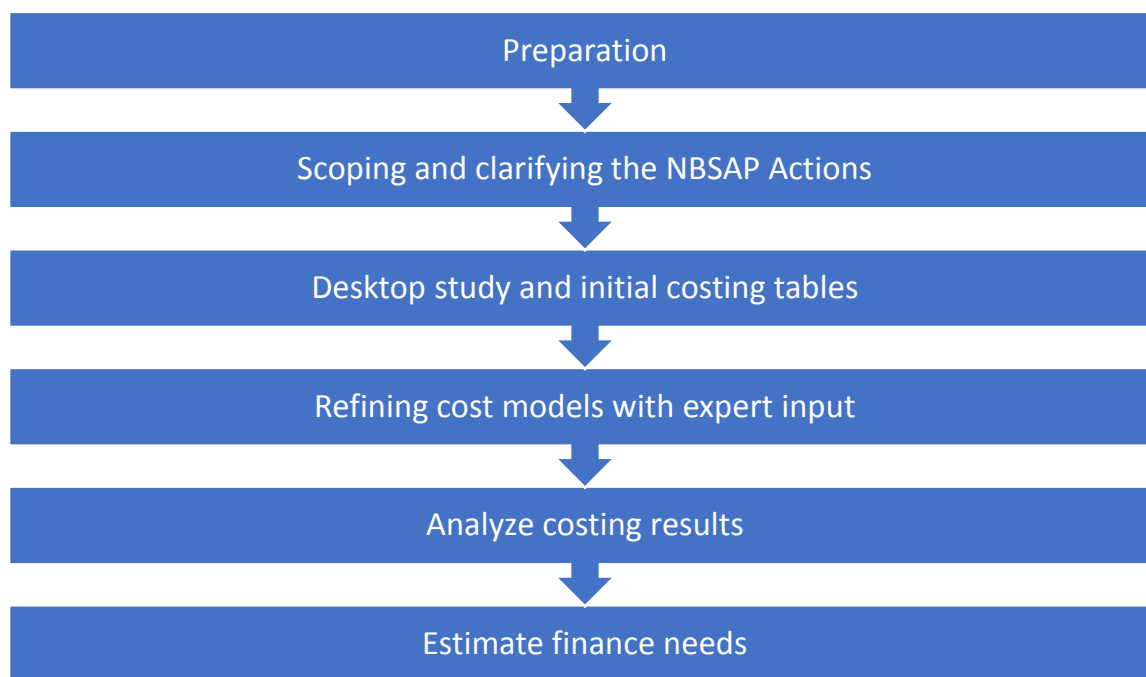 Preparation
Scoping and clarifying the NBSAP Actions
Desktop study and initial costing tables
Refining cost models with expert input
Analyze costing results
Estimate finance needs